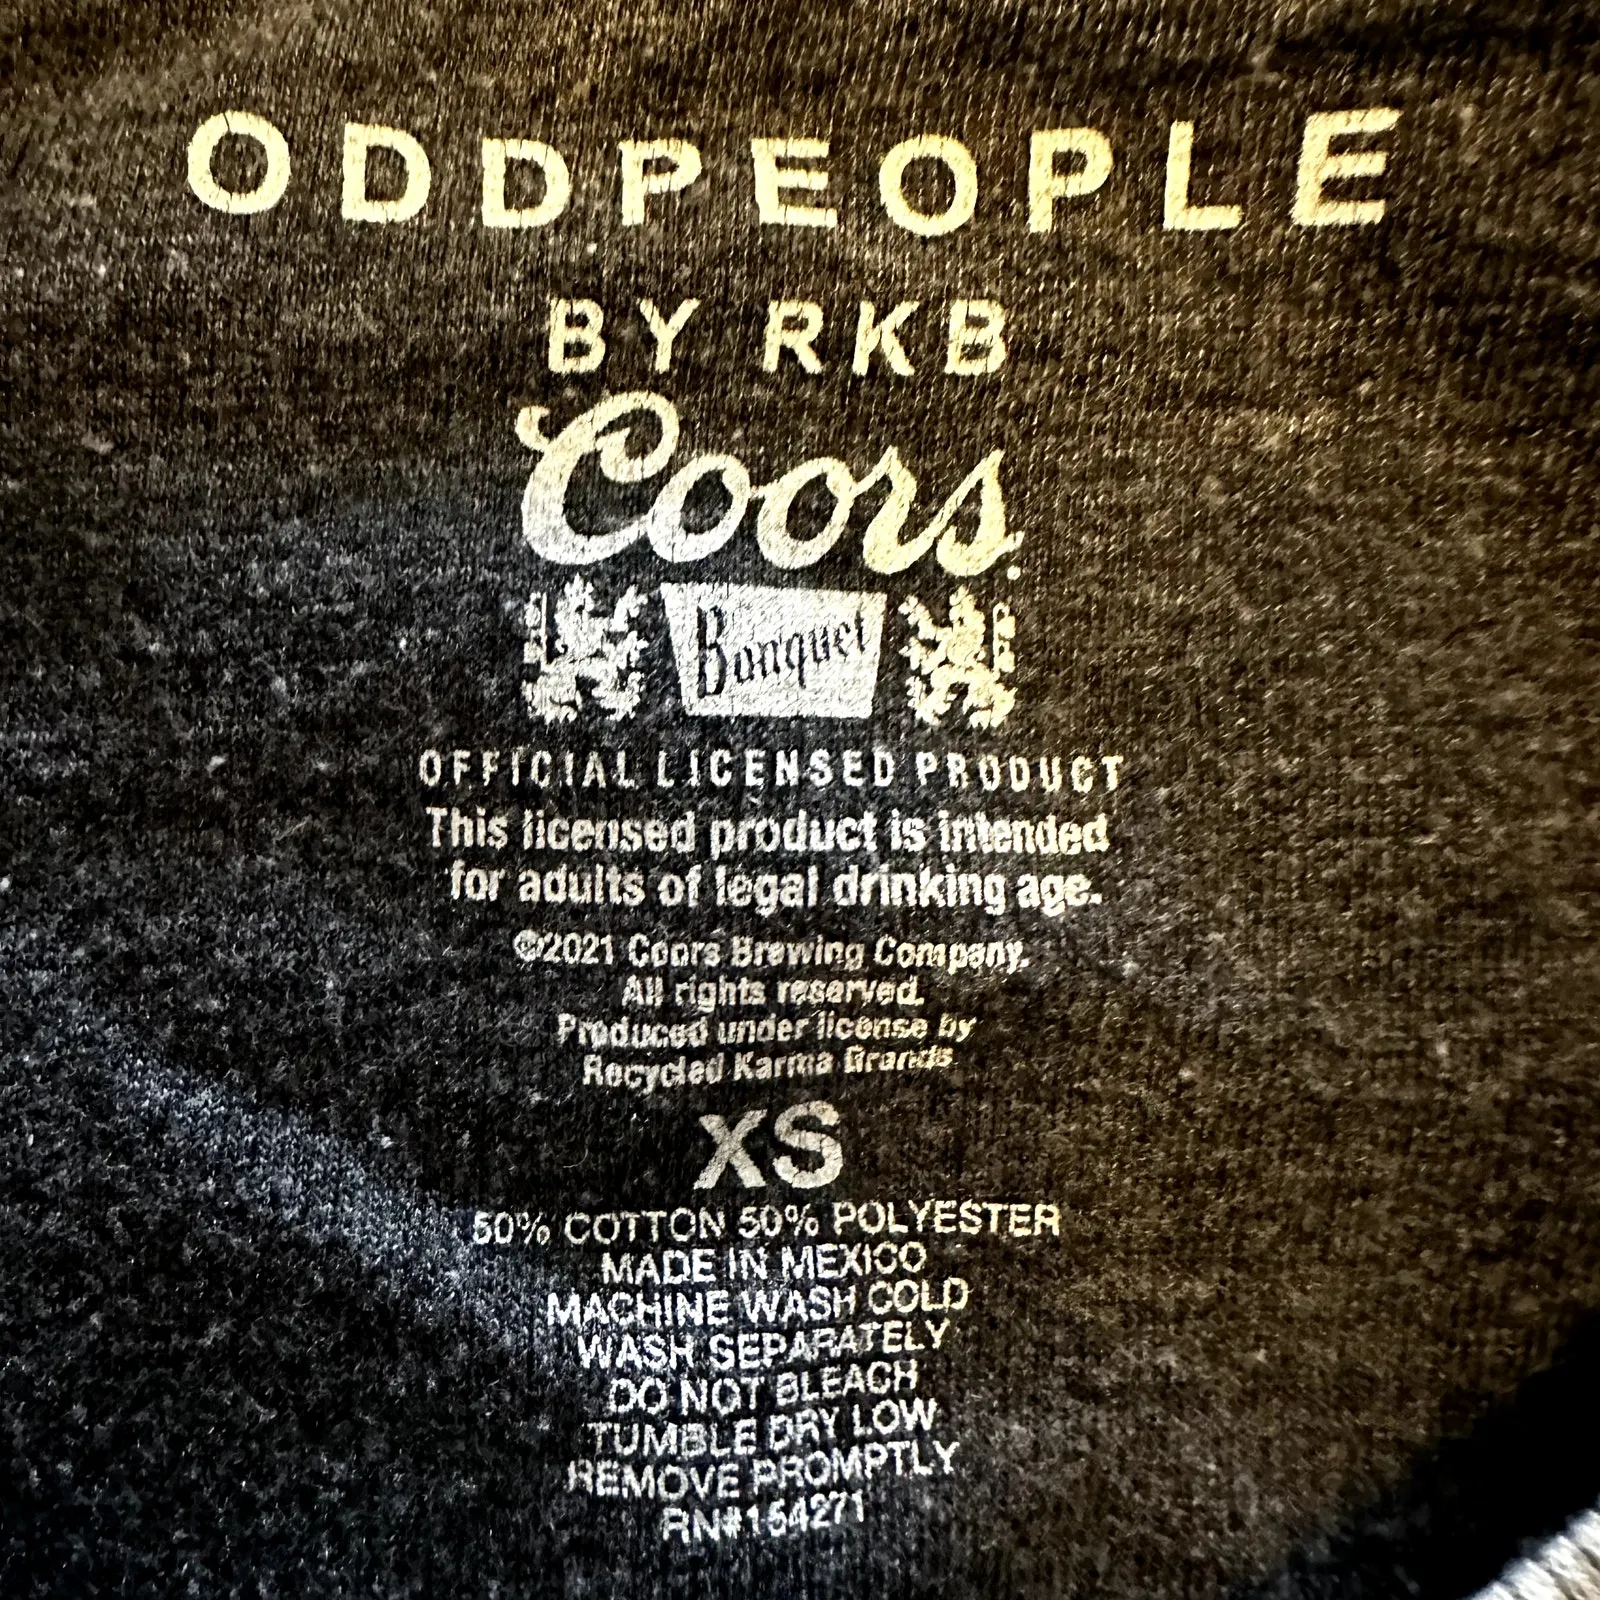 ODDPEOPLE
BY RKB
Coors
Banquet
OFFICIAL LICENSED PRODUCT
This licensed product is intended
for adults of legal drinking age.
©2021 Coors Brewing Company.
All rights reserved.
Produced under license by
Recycled Karma Brands
XS
50% COTTON 50% POLYESTER
MADE IN MEXICO
MACHINE WASH COLD
WASH SEPARATELY
DO NOT BLEACH
TUMBLE DRY LOW
REMOVE PROMPTLY
RN#154271